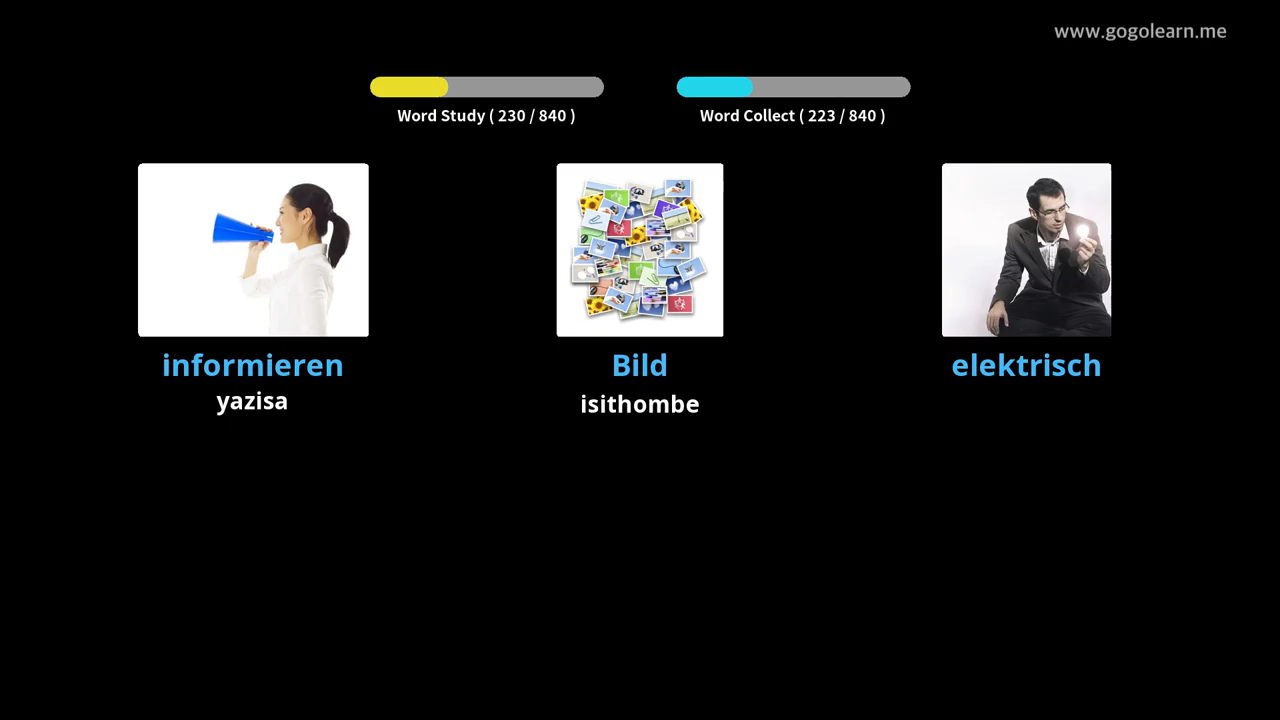 www.gogolearn.me
Word Study ( 230 / 840 )
Word Collect ( 223 / 840 )
informieren
yazisa
Bild
isithombe
elektrisch